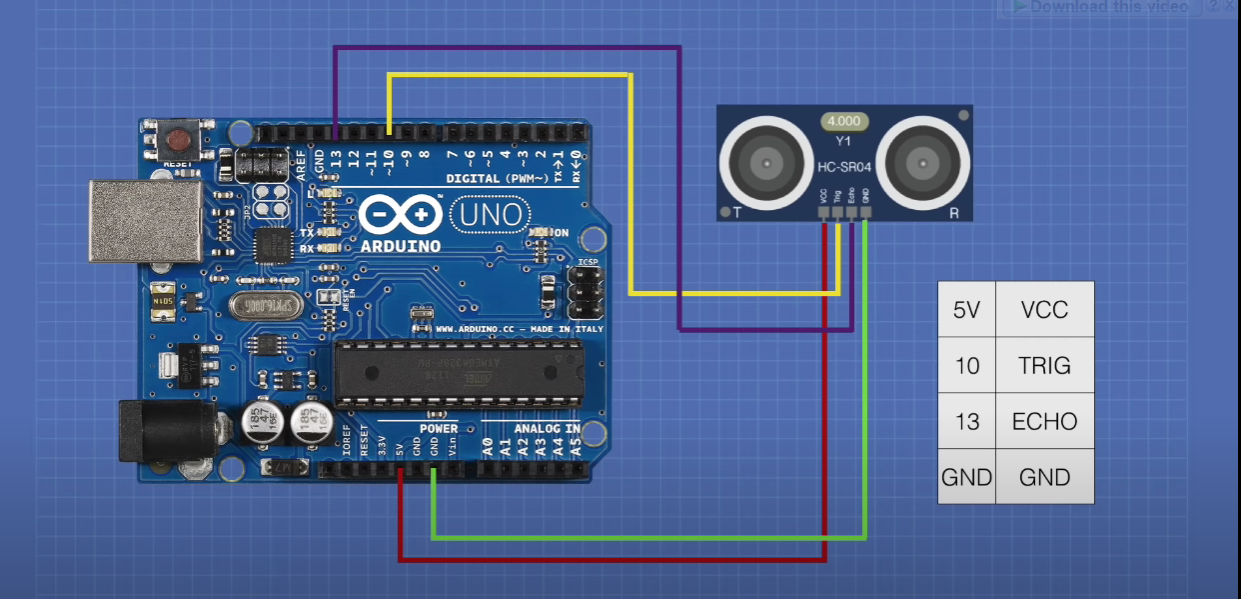 Download this video
RESET
AREF
GND
13
12
~11
~10
~9
8
7
~6
~5
4
~3
2
TX→1
RX←0
DIGITAL (PWM~)
L
TX
RX
JP2
UNO
ARDUINO
ON
ICSP
RESET
EN
WWW.ARDUINO.CC – MADE IN ITALY
POWER
ANALOG IN
IOREF
RESET
3.3V
5V
GND
GND
Vin
A0
A1
A2
A3
A4
A5
4.000
Y1
HC-SR04
VCC
Trig
Echo
GND
T
R
5V VCC
10 TRIG
13 ECHO
GND GND